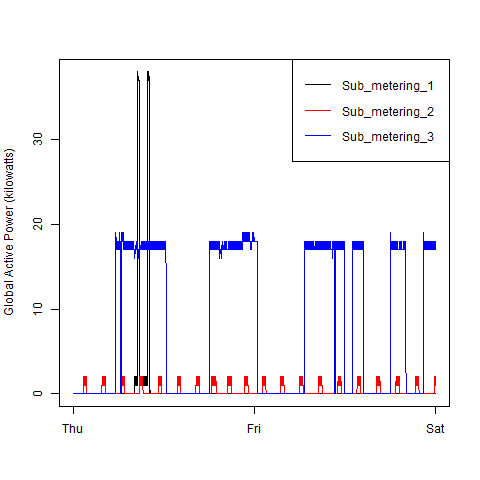 Sub_metering_1
Sub_metering_2
Sub_metering_3
Global Active Power (kilowatts)
30
20
10
0
Thu Fri Sat